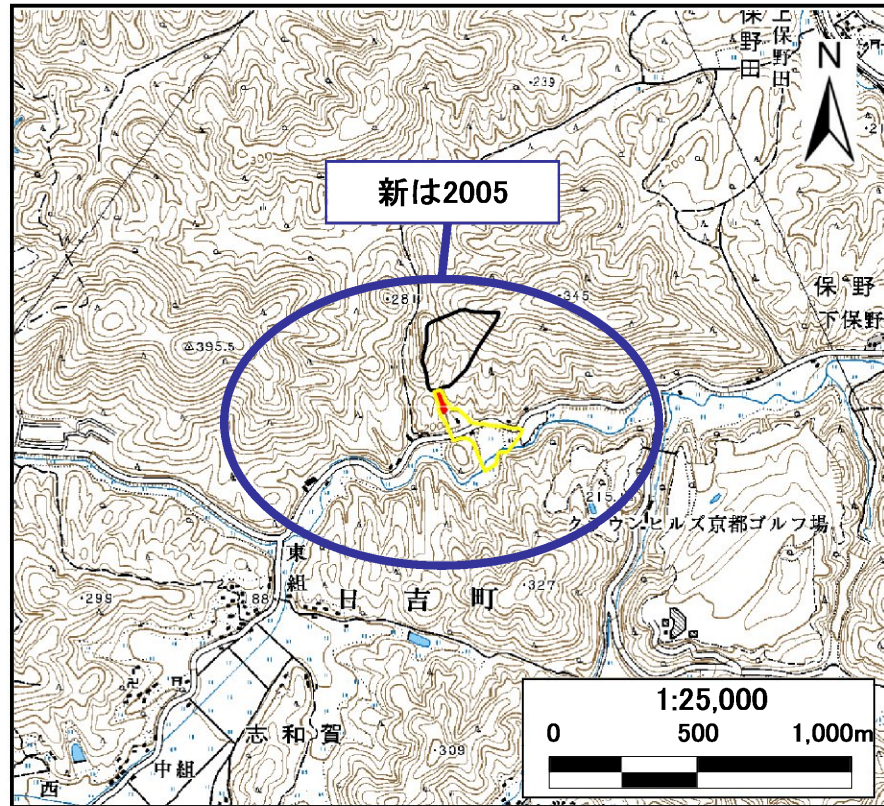 保野田
上保野田
N
・239
300
200
新は2005
・281
・345
保野
下保野
△395.5
200
215
クラウンヒルズ京都ゴルフ場
東組
日吉町
・327
・299
88
志和賀
・309
中組
西
1:25,000
0 500 1,000m